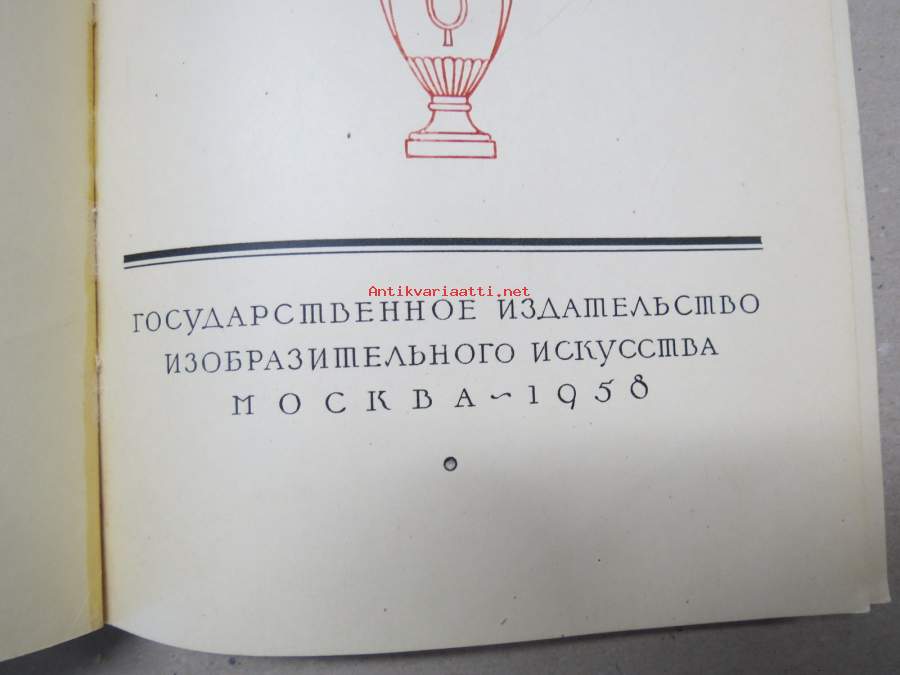 Antikvariaatti.net
ГОСУДАРСТВЕННОЕ ИЗДАТЕЛЬСТВО
ИЗОБРАЗИТЕЛЬНОГО ИСКУССТВА
МОСКВА ~ 1958